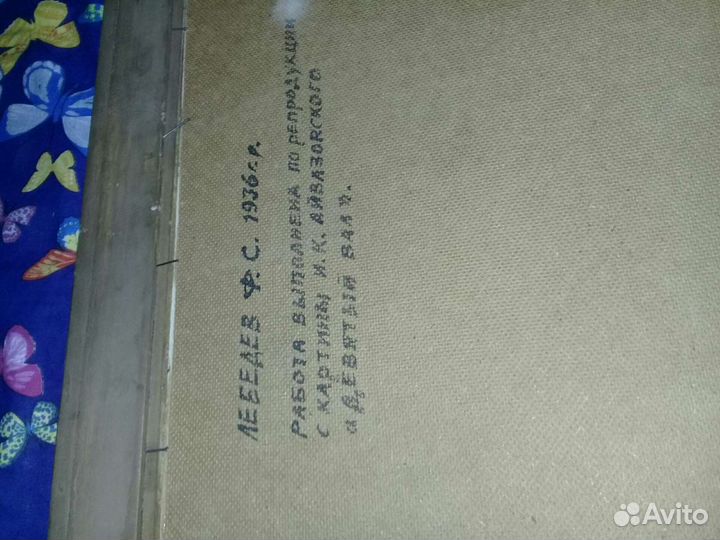 ЛЕБЕДЕВ Ф.С. 1936 г.р.
РАБОТА ВЫПОЛНЕНА ПО РЕПРОДУКЦИИ
С КАРТИНЫ И.К. АЙВАЗОВСКОГО
„ДЕВЯТЫЙ ВАЛ".
Avito